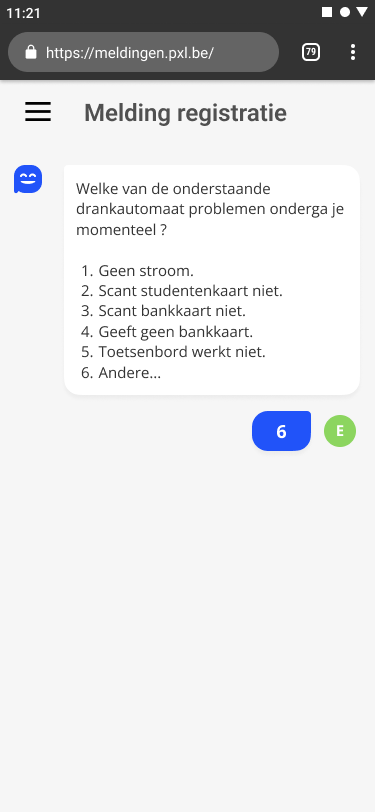 11:21
https://meldingen.pxl.be/
79
Melding registratie
Welke van de onderstaande
drankautomaat problemen onderga je
momenteel ?
1. Geen stroom.
2. Scant studentenkaart niet.
3. Scant bankkaart niet.
4. Geeft geen bankkaart.
5. Toetsenbord werkt niet.
6. Andere...
6
E